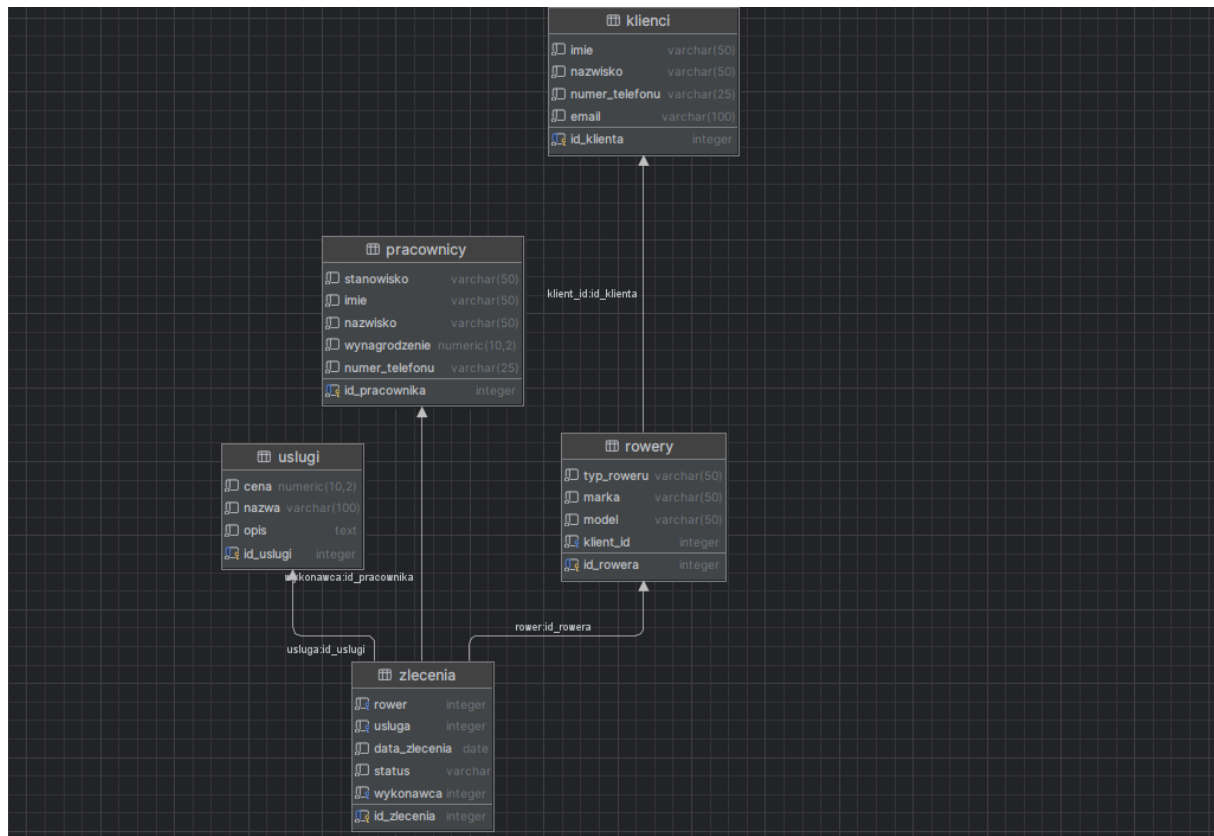 klienci
imie varchar(50)
nazwisko varchar(50)
numer_telefonu varchar(25)
email varchar(100)
id_klienta integer
pracownicy
stanowisko varchar(50)
imie varchar(50)
nazwisko varchar(50)
wynagrodzenie numeric(10,2)
numer_telefonu varchar(25)
id_pracownika integer
klient_id:id_klienta
uslugi
cena numeric(10,2)
nazwa varchar(100)
opis text
id_uslugi integer
rowery
typ_roweru varchar(50)
marka varchar(50)
model varchar(50)
klient_id integer
id_rowera integer
wykonawca:id_pracownika
rower:id_rowera
usluga:id_uslugi
zlecenia
rower integer
usluga integer
data_zlecenia date
status varchar
wykonawca integer
id_zlecenia integer